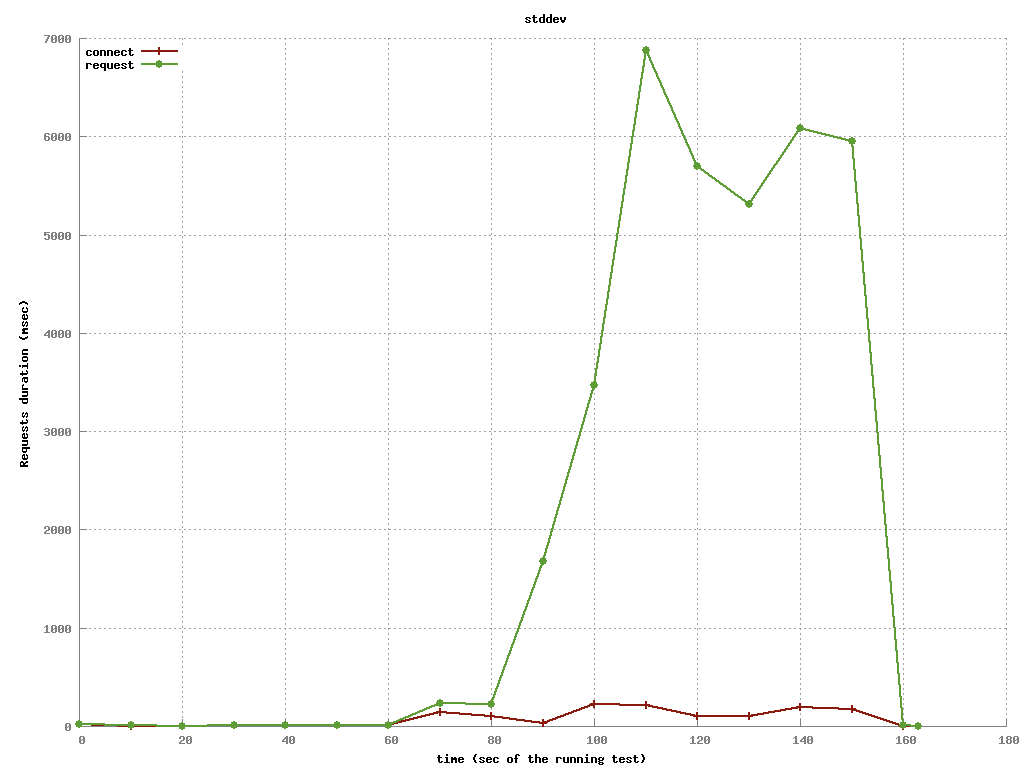 stddev
connect
request
7000
6000
5000
4000
3000
2000
1000
0
Requests duration (msec)
0 20 40 60 80 100 120 140 160 180
time (sec of the running test)